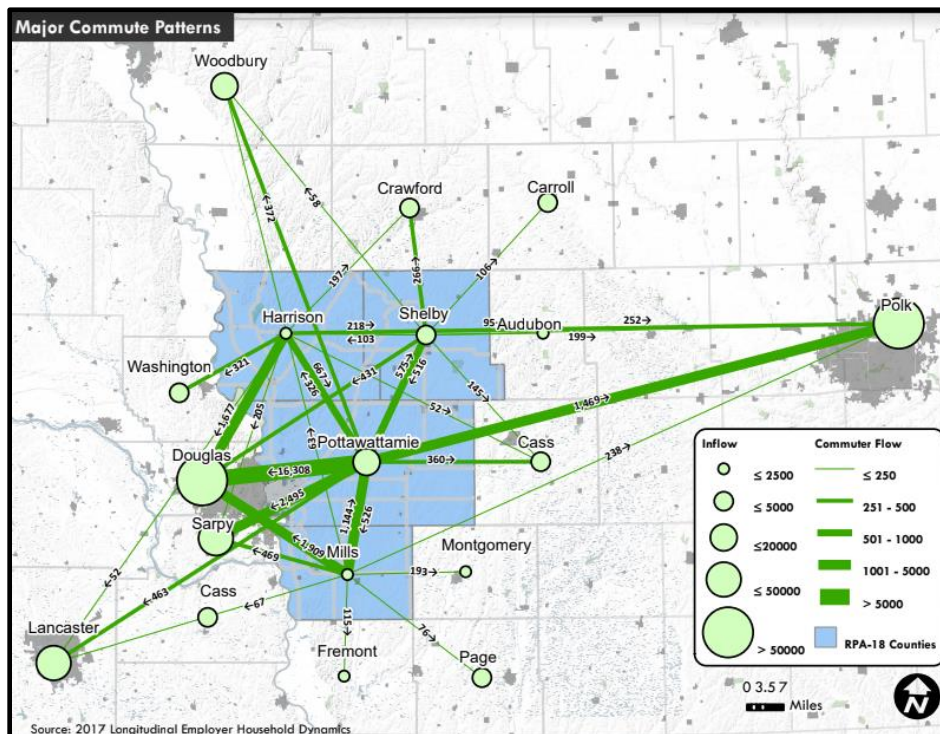 Major Commute Patterns
Woodbury
Crawford
Carroll
←58
←372
197→
266→
106→
Harrison
Shelby
Audubon
Polk
218→
←103
95
199→
252→
Washington
←321
667→
←326
←431
575→
←516
145→
←1,677
←205
52→
1,469→
Douglas
Pottawattamie
Cass
←63
←16,308
360→
238→
←2,495
Sarpy
1,144→
←526
←1,909
←469
Mills
Montgomery
193→
←52
←463
Cass
←67
115→
76→
Lancaster
Fremont
Page
Inflow
≤ 2500
≤ 5000
≤20000
≤ 50000
> 50000
Commuter Flow
≤ 250
251 - 500
501 - 1000
1001 - 5000
> 5000
RPA-18 Counties
0 3.5 7
Miles
N
Source: 2017 Longitudinal Employer Household Dynamics